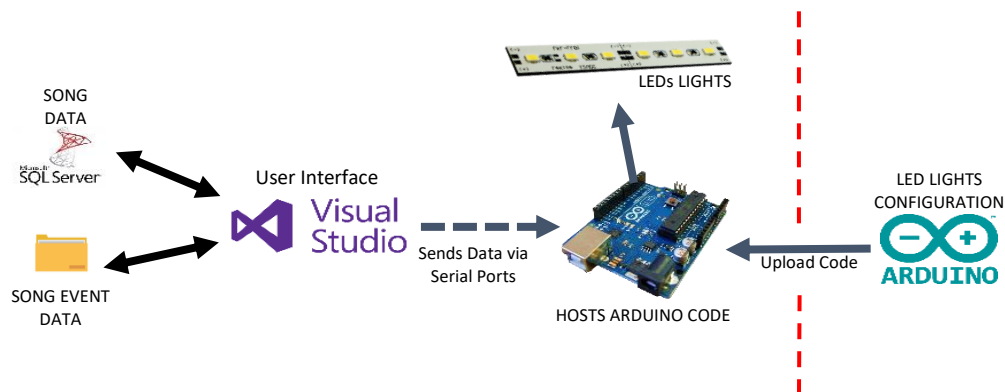 LEDs LIGHTS
SONG
DATA
Microsoft
SQL Server
User Interface
Visual
Studio
SONG EVENT
DATA
Sends Data via
Serial Ports
HOSTS ARDUINO CODE
Upload Code
LED LIGHTS
CONFIGURATION
ARDUINO